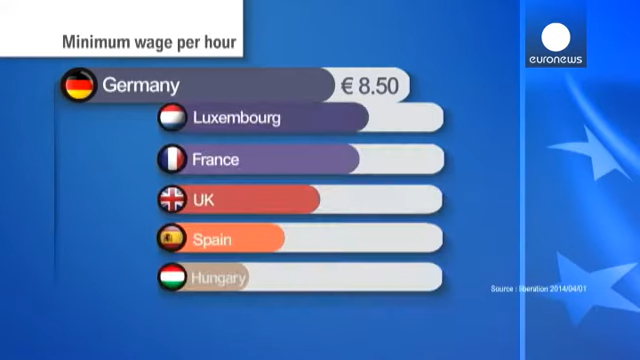 Minimum wage per hour
euronews
Germany € 8.50
Luxembourg
France
UK
Spain
Hungary
Source : liberation 2014/04/01